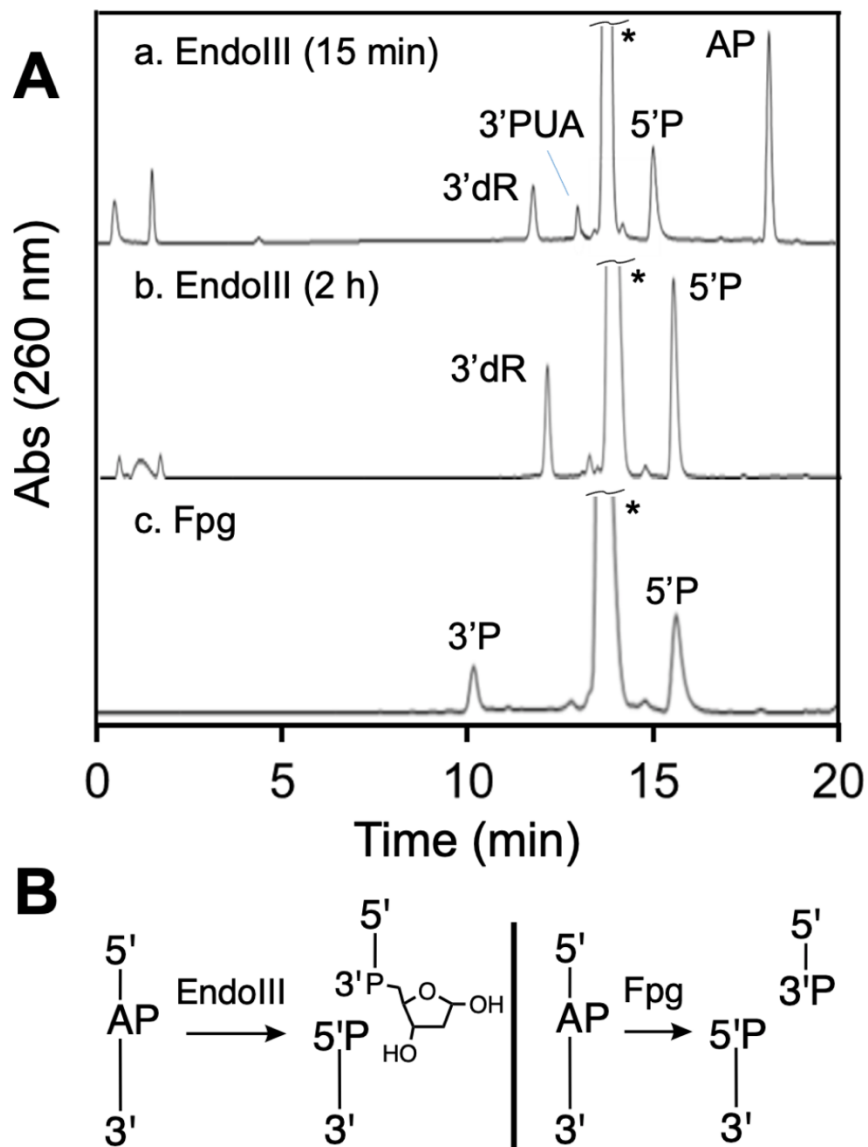 A
a. EndoIII (15 min)
*
AP
3'PUA
5'P
3'dR
b. EndoIII (2 h)
*
5'P
3'dR
c. Fpg
*
5'P
3'P
Abs (260 nm)
0 5 10 15 20
Time (min)
B
5'
AP
3'
EndoIII
5'
3'P
O
OH
HO
5'P
3'
5'
AP
3'
Fpg
5'
3'P
5'P
3'